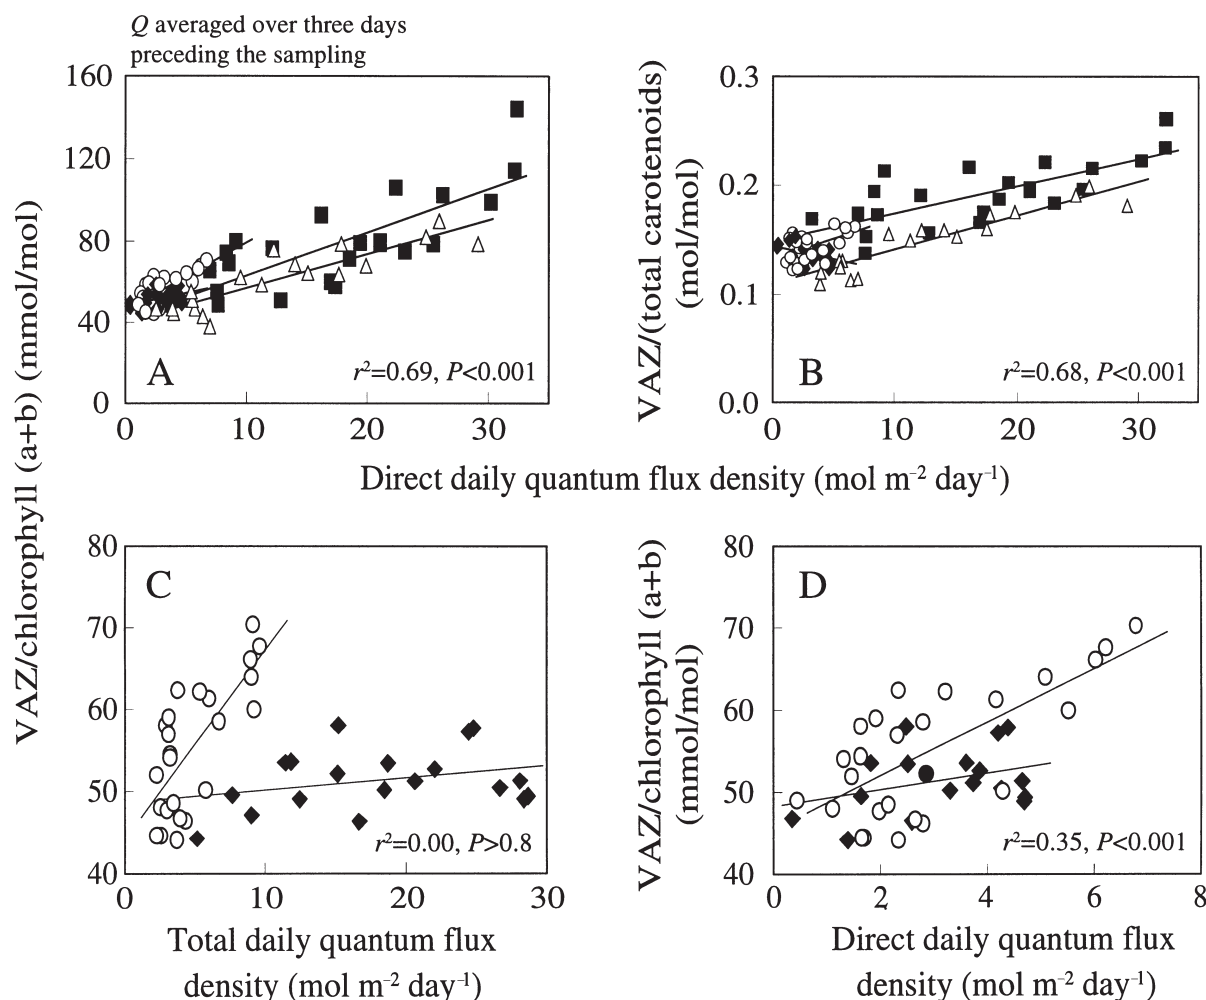 Q averaged over three days
preceding the sampling
VAZ/chlorophyll (a+b) (mmol/mol)
160
120
80
40
0
A
r²=0.69, P<0.001
0 10 20 30
VAZ/(total carotenoids)
(mol/mol)
0.3
0.2
0.1
0.0
B
r²=0.68, P<0.001
0 10 20 30
Direct daily quantum flux density (mol m⁻² day⁻¹)
80
70
60
50
40
C
r²=0.00, P>0.8
0 10 20 30
Total daily quantum flux
density (mol m⁻² day⁻¹)
VAZ/chlorophyll (a+b)
(mmol/mol)
80
70
60
50
40
D
r²=0.35, P<0.001
0 2 4 6 8
Direct daily quantum flux
density (mol m⁻² day⁻¹)